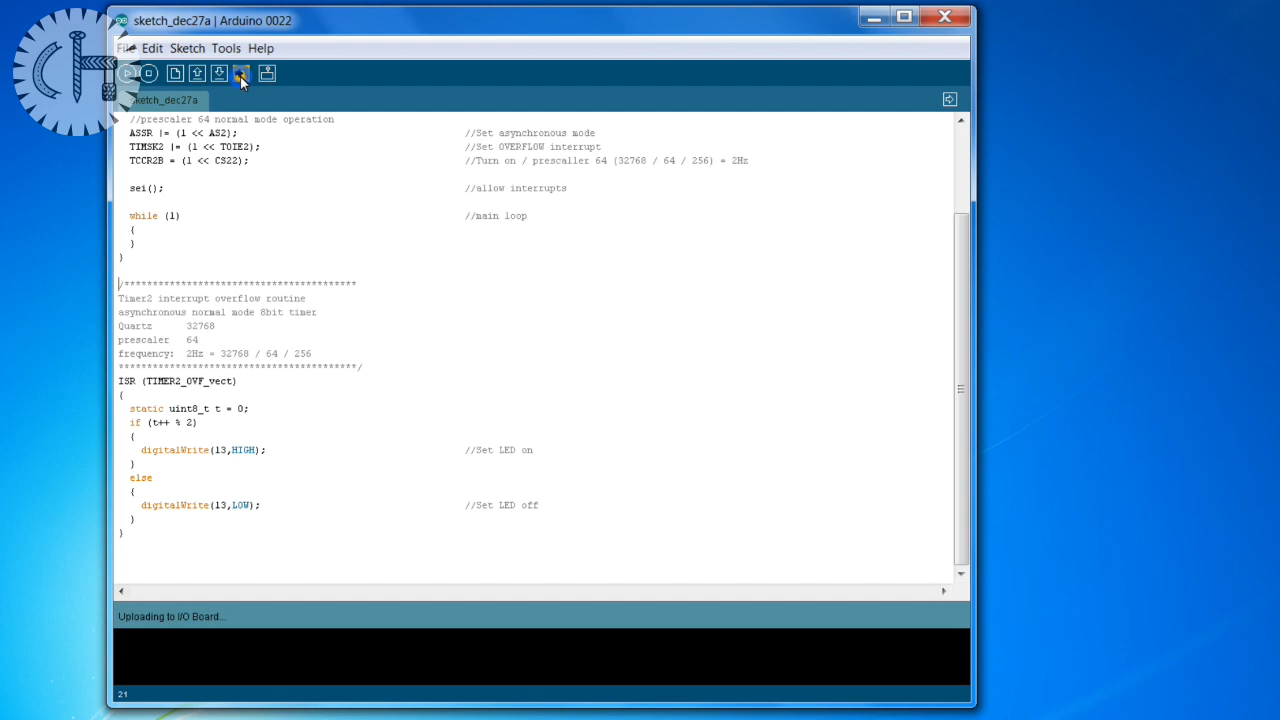 sketch_dec27a | Arduino 0022
File Edit Sketch Tools Help
sketch_dec27a
//prescaler 64 normal mode operation
ASSR |= (1 << AS2); //Set asynchronous mode
TIMSK2 |= (1 << TOIE2); //Set OVERFLOW interrupt
TCCR2B = (1 << CS22); //Turn on / prescaller 64 (32768 / 64 / 256) = 2Hz
sei(); //allow interrupts
while (1) //main loop
{
}
}
/*****************************************
Timer2 interrupt overflow routine
asynchronous normal mode 8bit timer
Quartz 32768
prescaler 64
frequency: 2Hz = 32768 / 64 / 256
******************************************/
ISR (TIMER2_OVF_vect)
{
static uint8_t t = 0;
if (t++ % 2)
{
digitalWrite(13,HIGH); //Set LED on
}
else
{
digitalWrite(13,LOW); //Set LED off
}
}
Uploading to I/O Board...
21